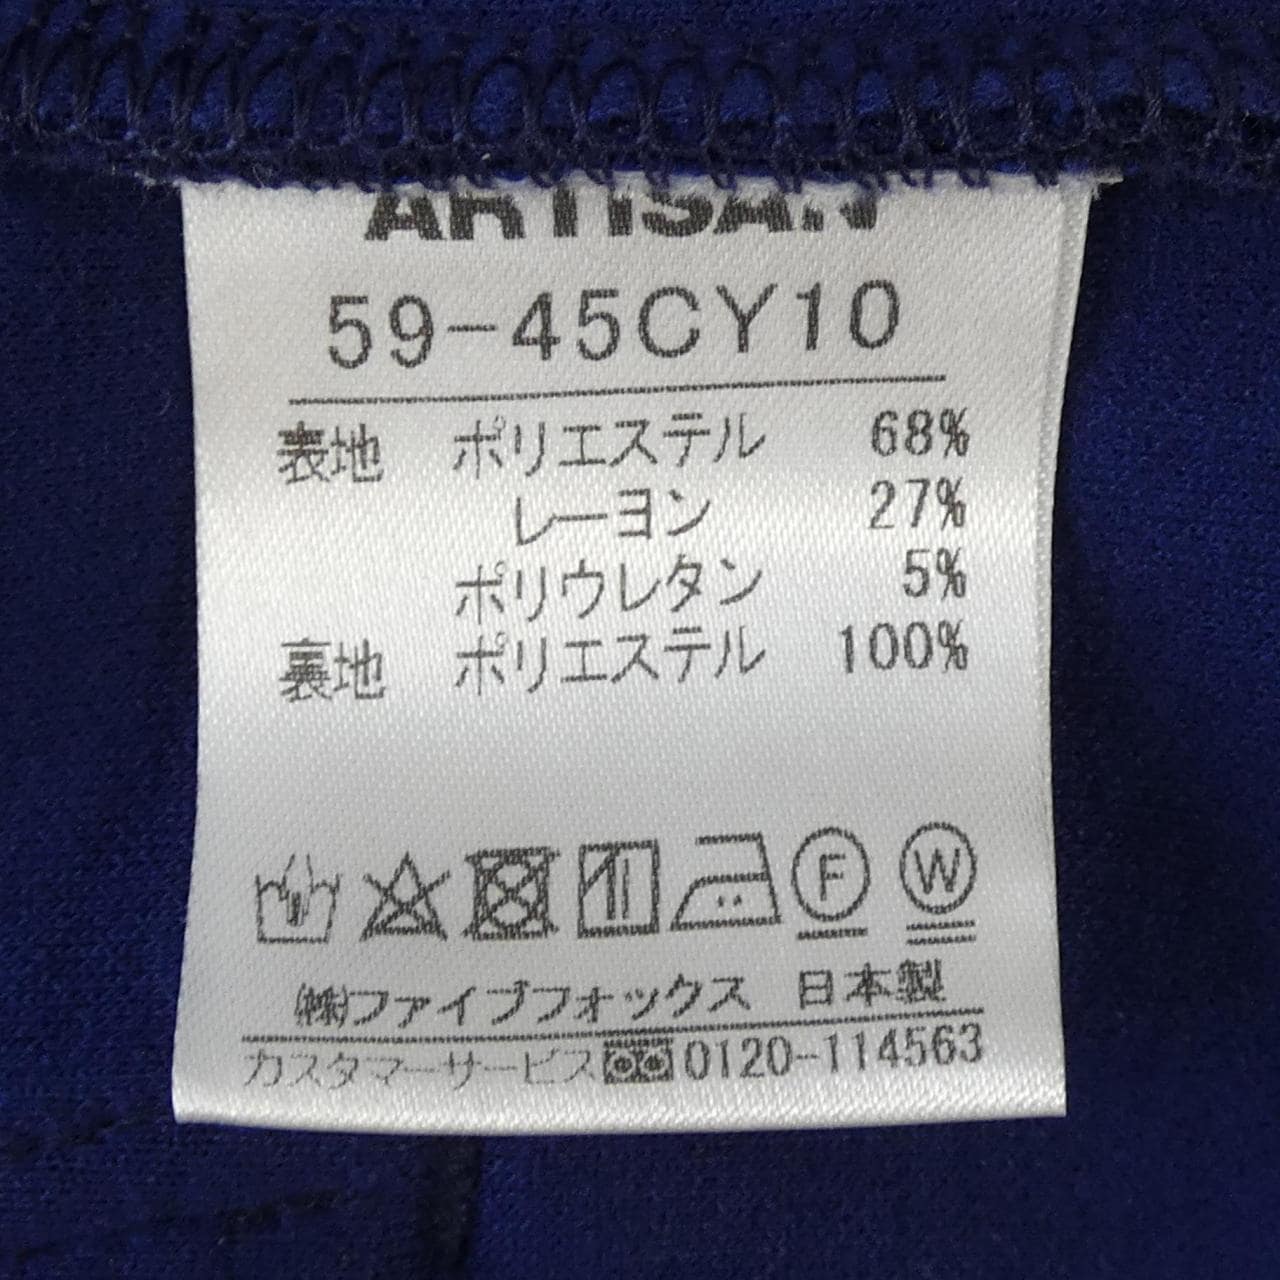 ARTISAN
59-45CY10
表地 ポリエステル 68%
レーヨン 27%
ポリウレタン 5%
裏地 ポリエステル 100%
F W
㈱ファイブフォックス 日本製
カスタマーサービス 0120-114563